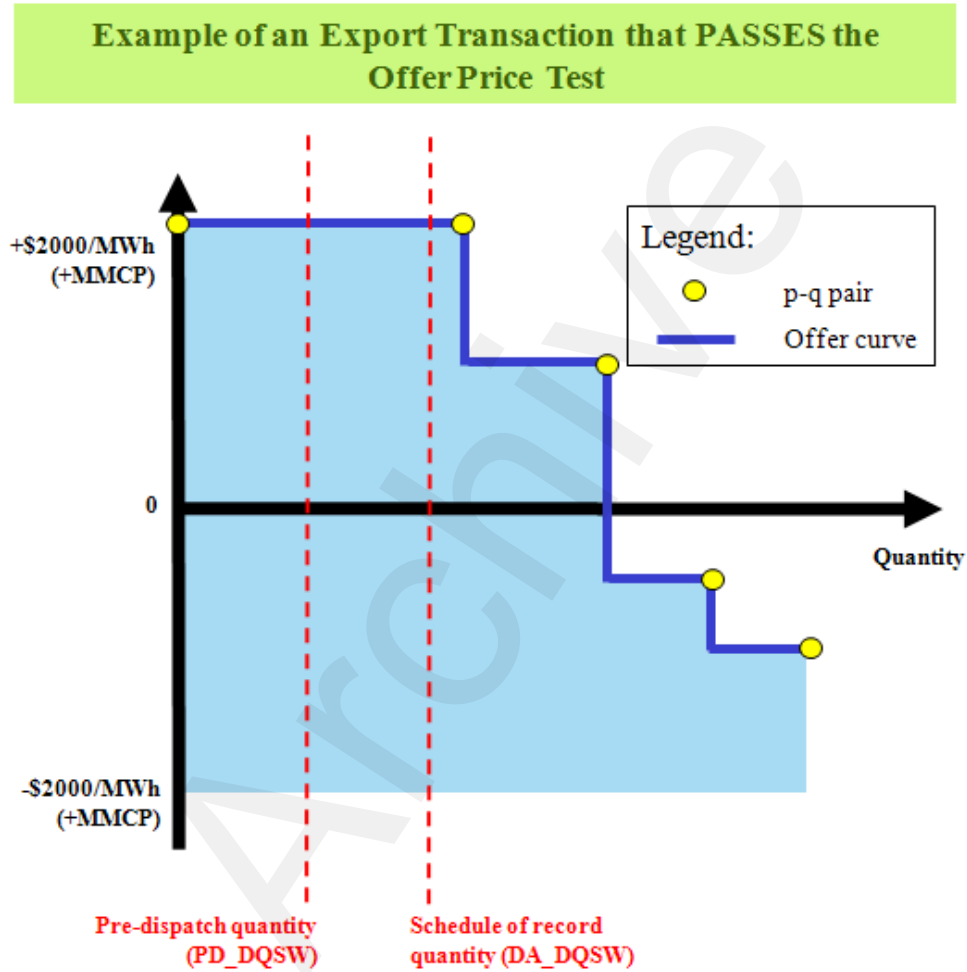 Example of an Export Transaction that PASSES the
Offer Price Test
+$2000/MWh
(+MMCP)
Legend:
p-q pair
Offer curve
0
Quantity
-$2000/MWh
(+MMCP)
Pre-dispatch quantity
(PD_DQSW)
Schedule of record
quantity (DA_DQSW)
Archive